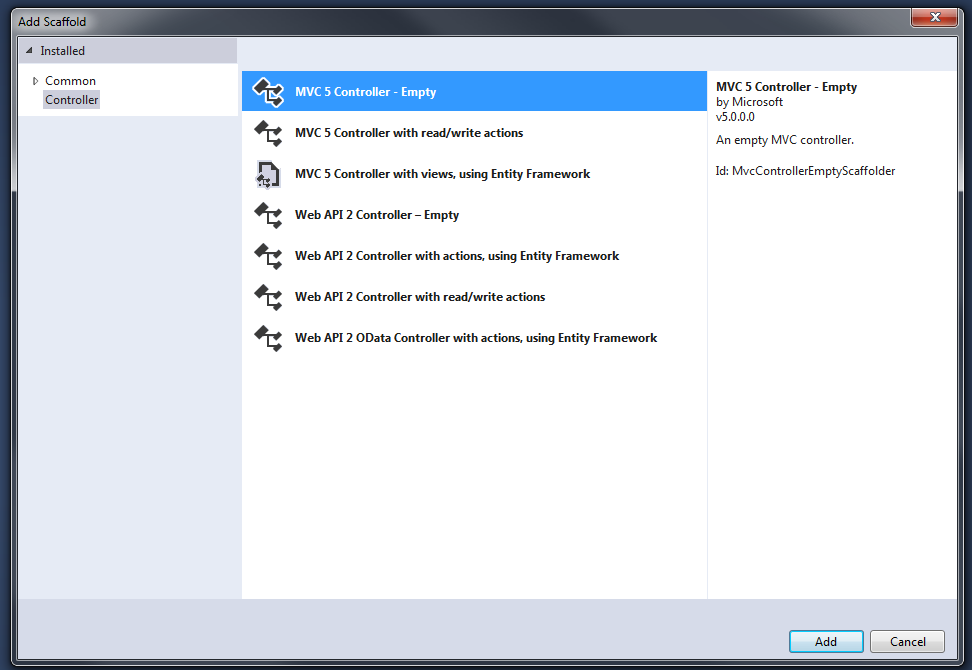 Add Scaffold
Installed
Common
Controller
MVC 5 Controller - Empty
MVC 5 Controller with read/write actions
MVC 5 Controller with views, using Entity Framework
Web API 2 Controller – Empty
Web API 2 Controller with actions, using Entity Framework
Web API 2 Controller with read/write actions
Web API 2 OData Controller with actions, using Entity Framework
MVC 5 Controller - Empty
by Microsoft
v5.0.0.0
An empty MVC controller.
Id: MvcControllerEmptyScaffolder
Add
Cancel